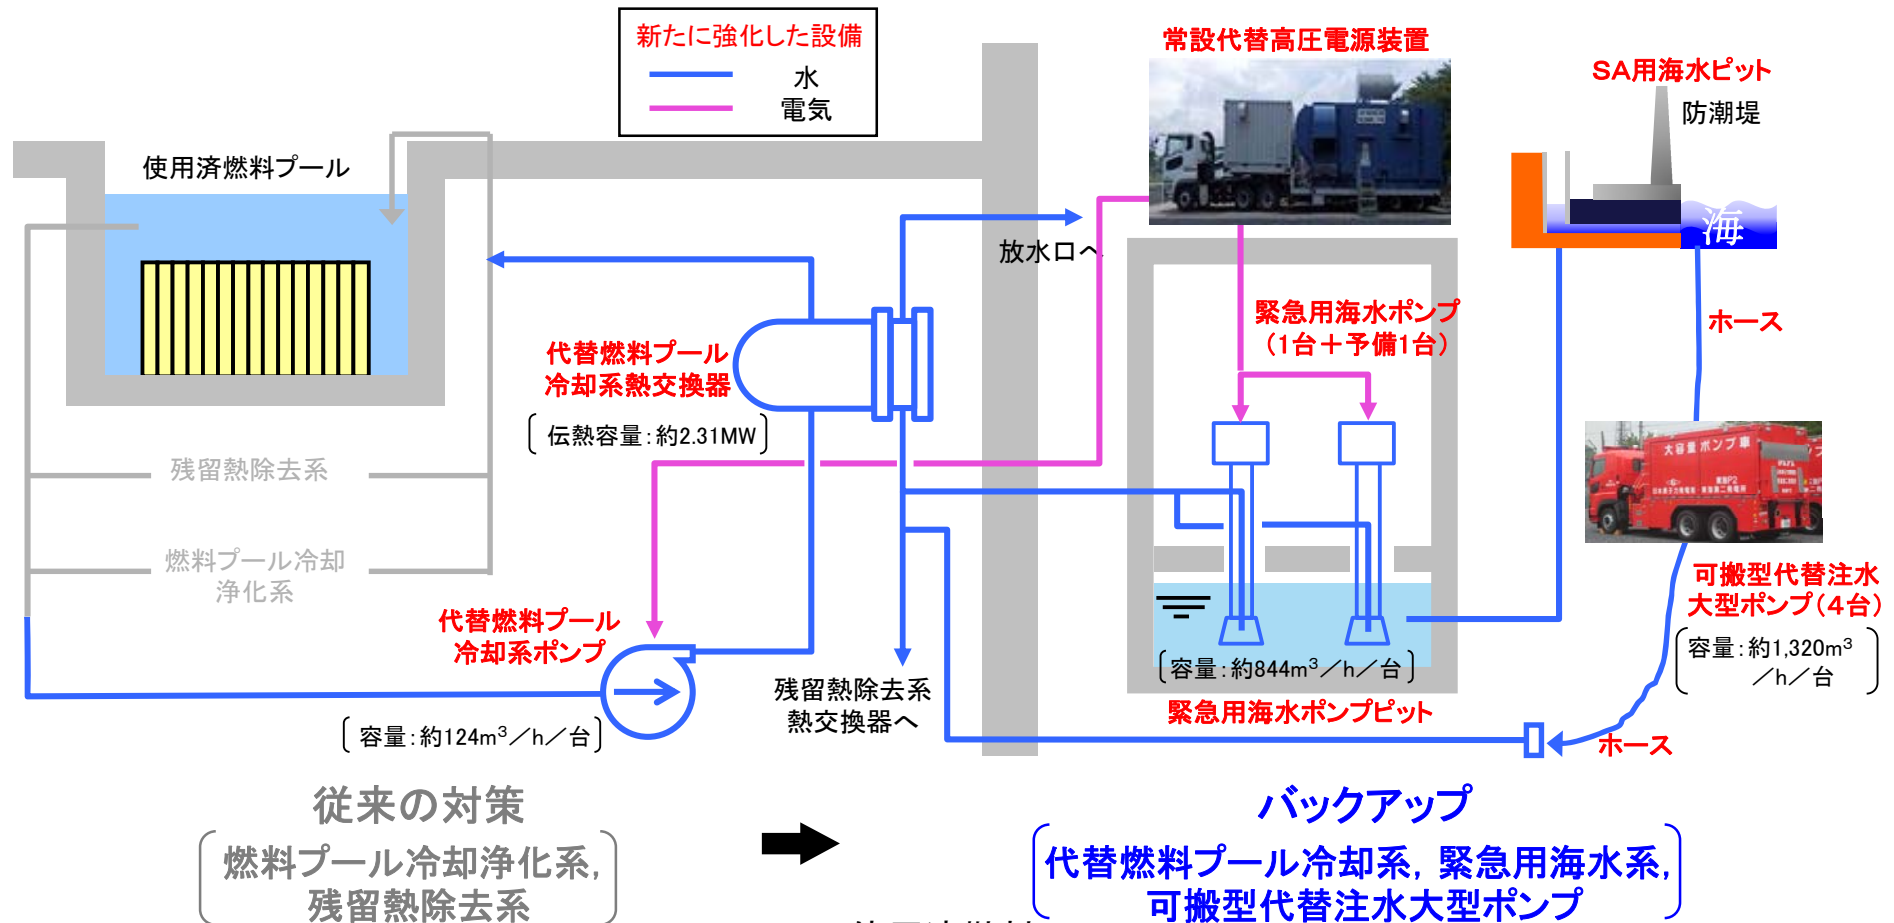 新たに強化した設備
水
電気
常設代替高圧電源装置
SA用海水ピット
防潮堤
使用済燃料プール
海
放水口へ
緊急用海水ポンプ
（1台＋予備1台）
ホース
代替燃料プール
冷却系熱交換器
伝熱容量：約2.31MW
大容量ポンプ車
残留熱除去系
燃料プール冷却
浄化系
可搬型代替注水
大型ポンプ（4台）
容量：約1,320m³
／h／台
代替燃料プール
冷却系ポンプ
容量：約844m³／h／台
残留熱除去系
熱交換器へ
緊急用海水ポンプピット
容量：約124m³／h／台
ホース
従来の対策
燃料プール冷却浄化系，
残留熱除去系
バックアップ
代替燃料プール冷却系，緊急用海水系，
可搬型代替注水大型ポンプ